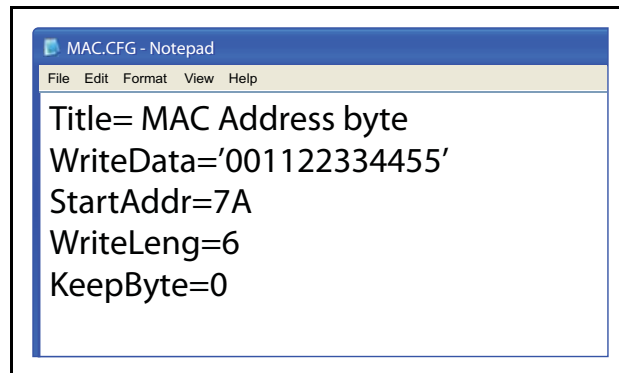 MAC.CFG - Notepad
File Edit Format View Help
Title= MAC Address byte
WriteData=’001122334455’
StartAddr=7A
WriteLeng=6
KeepByte=0